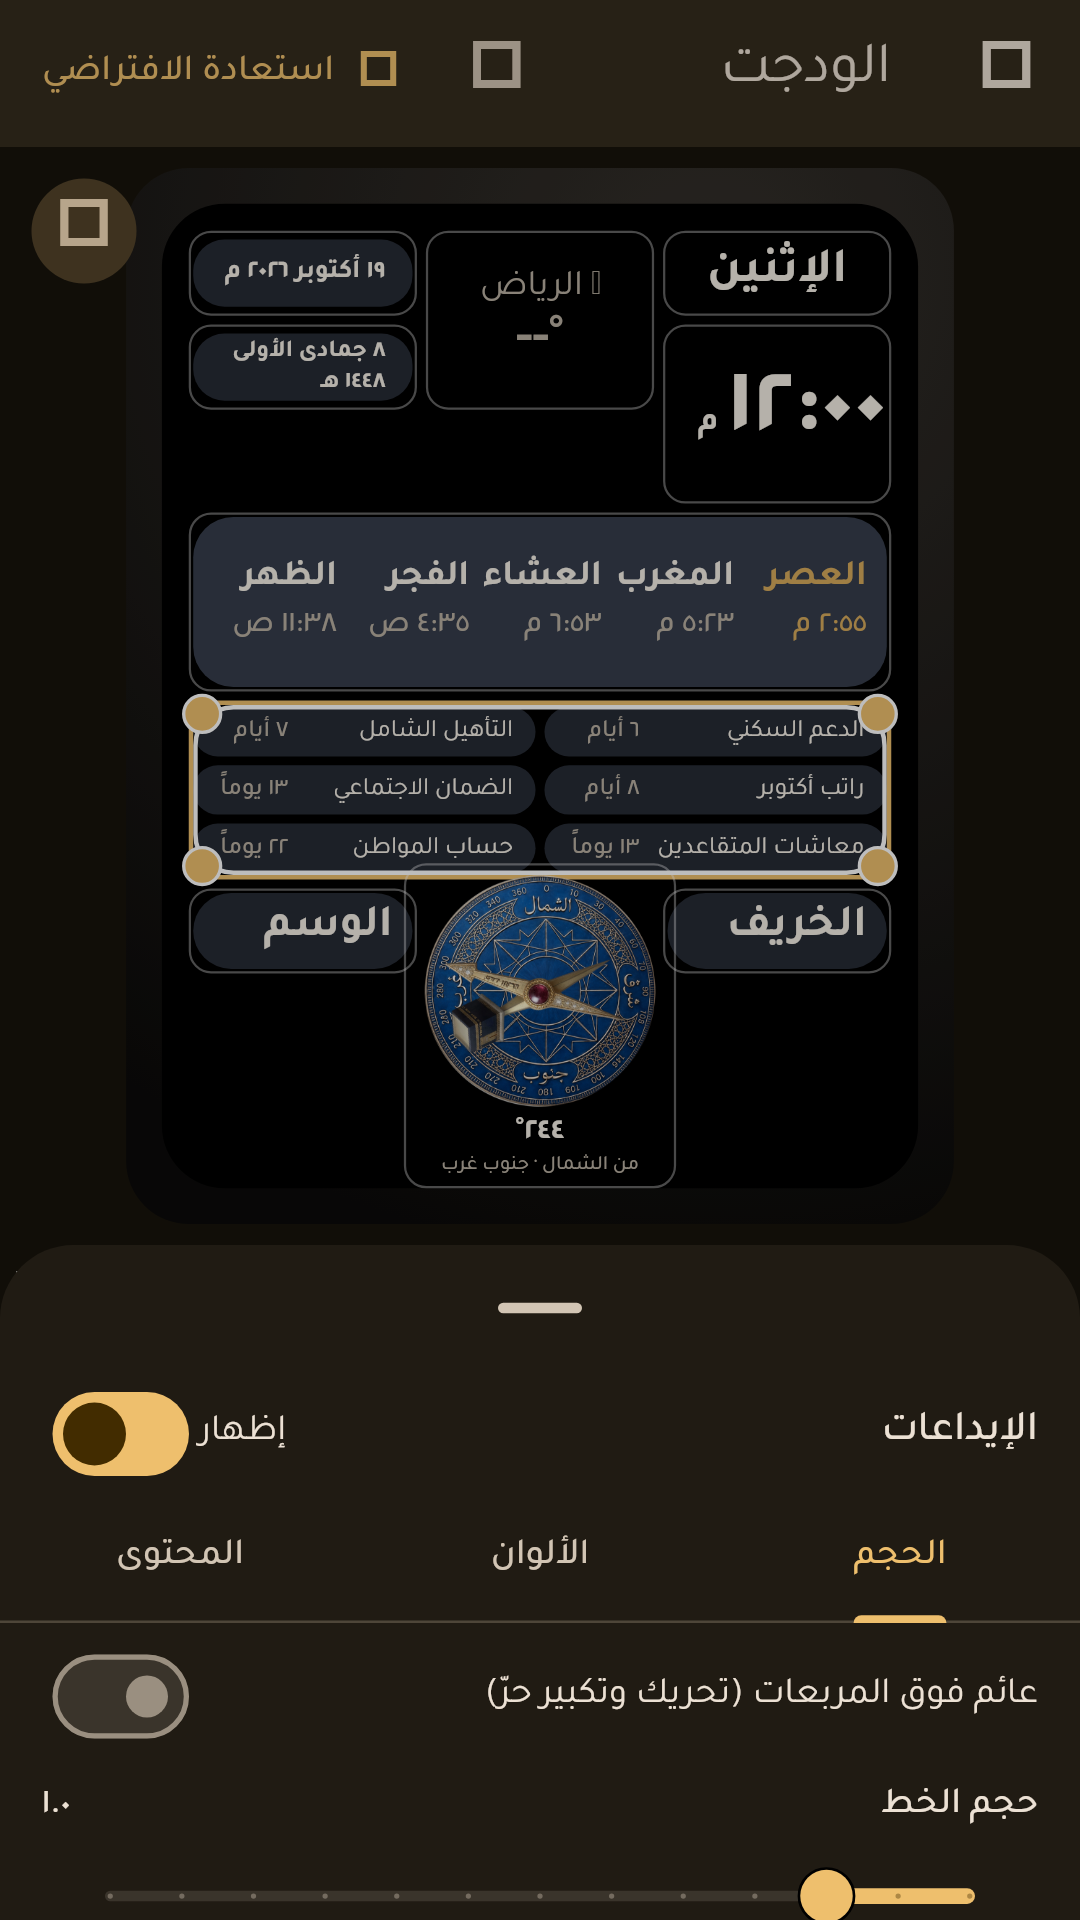 الودجت
استعادة الافتراضي
الإثنين
الرياض
--°
١٩ أكتوبر ٢٠٢٦ م
٨ جمادى الأولى
١٤٤٨ هـ
١٢:٠٠ م
العصر المغرب العشاء الفجر الظهر
٢:٥٥ م ٥:٢٣ م ٦:٥٣ م ٤:٣٥ ص ١١:٣٨ ص
الدعم السكني ٦ أيام التأهيل الشامل ٧ أيام
راتب أكتوبر ٨ أيام الضمان الاجتماعي ١٣ يوماً
معاشات المتقاعدين ١٣ يوماً حساب المواطن ٢٢ يوماً
الخريف
الوسم
الشمال
شرق
غرب
جنوب
٢٤٤°
من الشمال · جنوب غرب
الإيداعات
إظهار
الحجم الألوان المحتوى
عائم فوق المربعات (تحريك وتكبير حرّ)
حجم الخط
١.٠